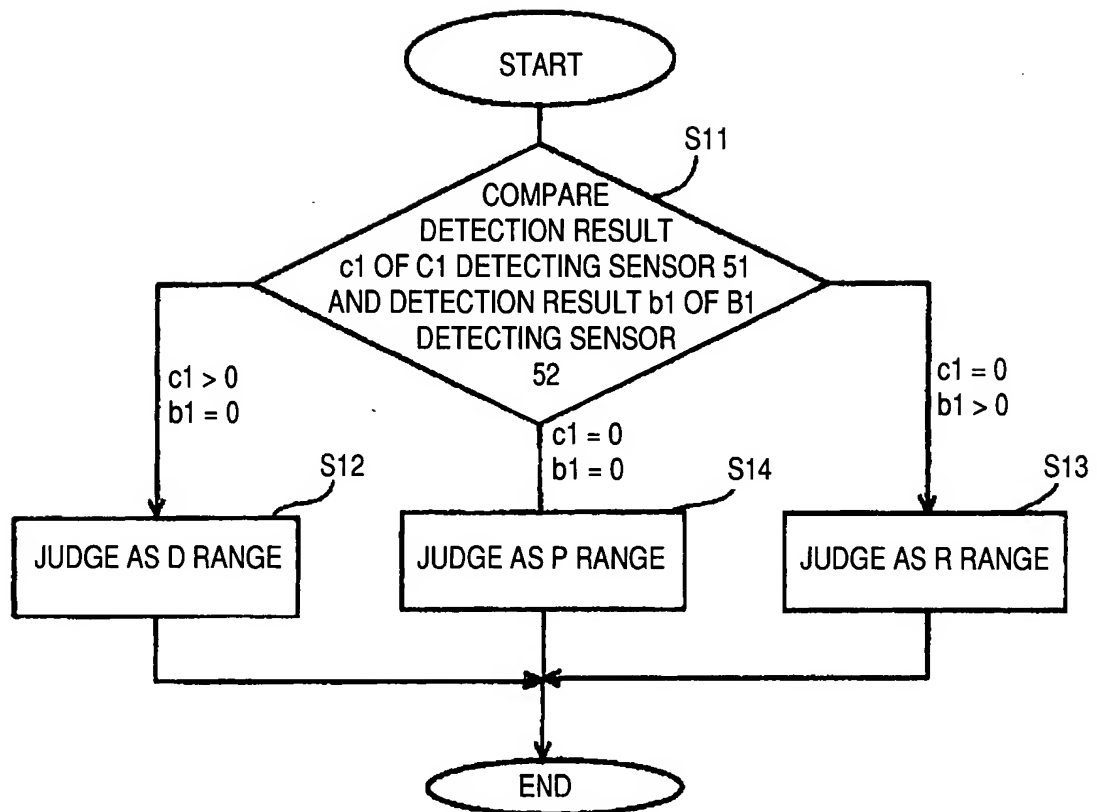 START
S11
COMPARE
DETECTION RESULT
c1 OF C1 DETECTING SENSOR 51
AND DETECTION RESULT b1 OF B1
DETECTING SENSOR
52
c1 > 0
b1 = 0
c1 = 0
b1 = 0
c1 = 0
b1 > 0
S12
S14
S13
JUDGE AS D RANGE
JUDGE AS P RANGE
JUDGE AS R RANGE
END